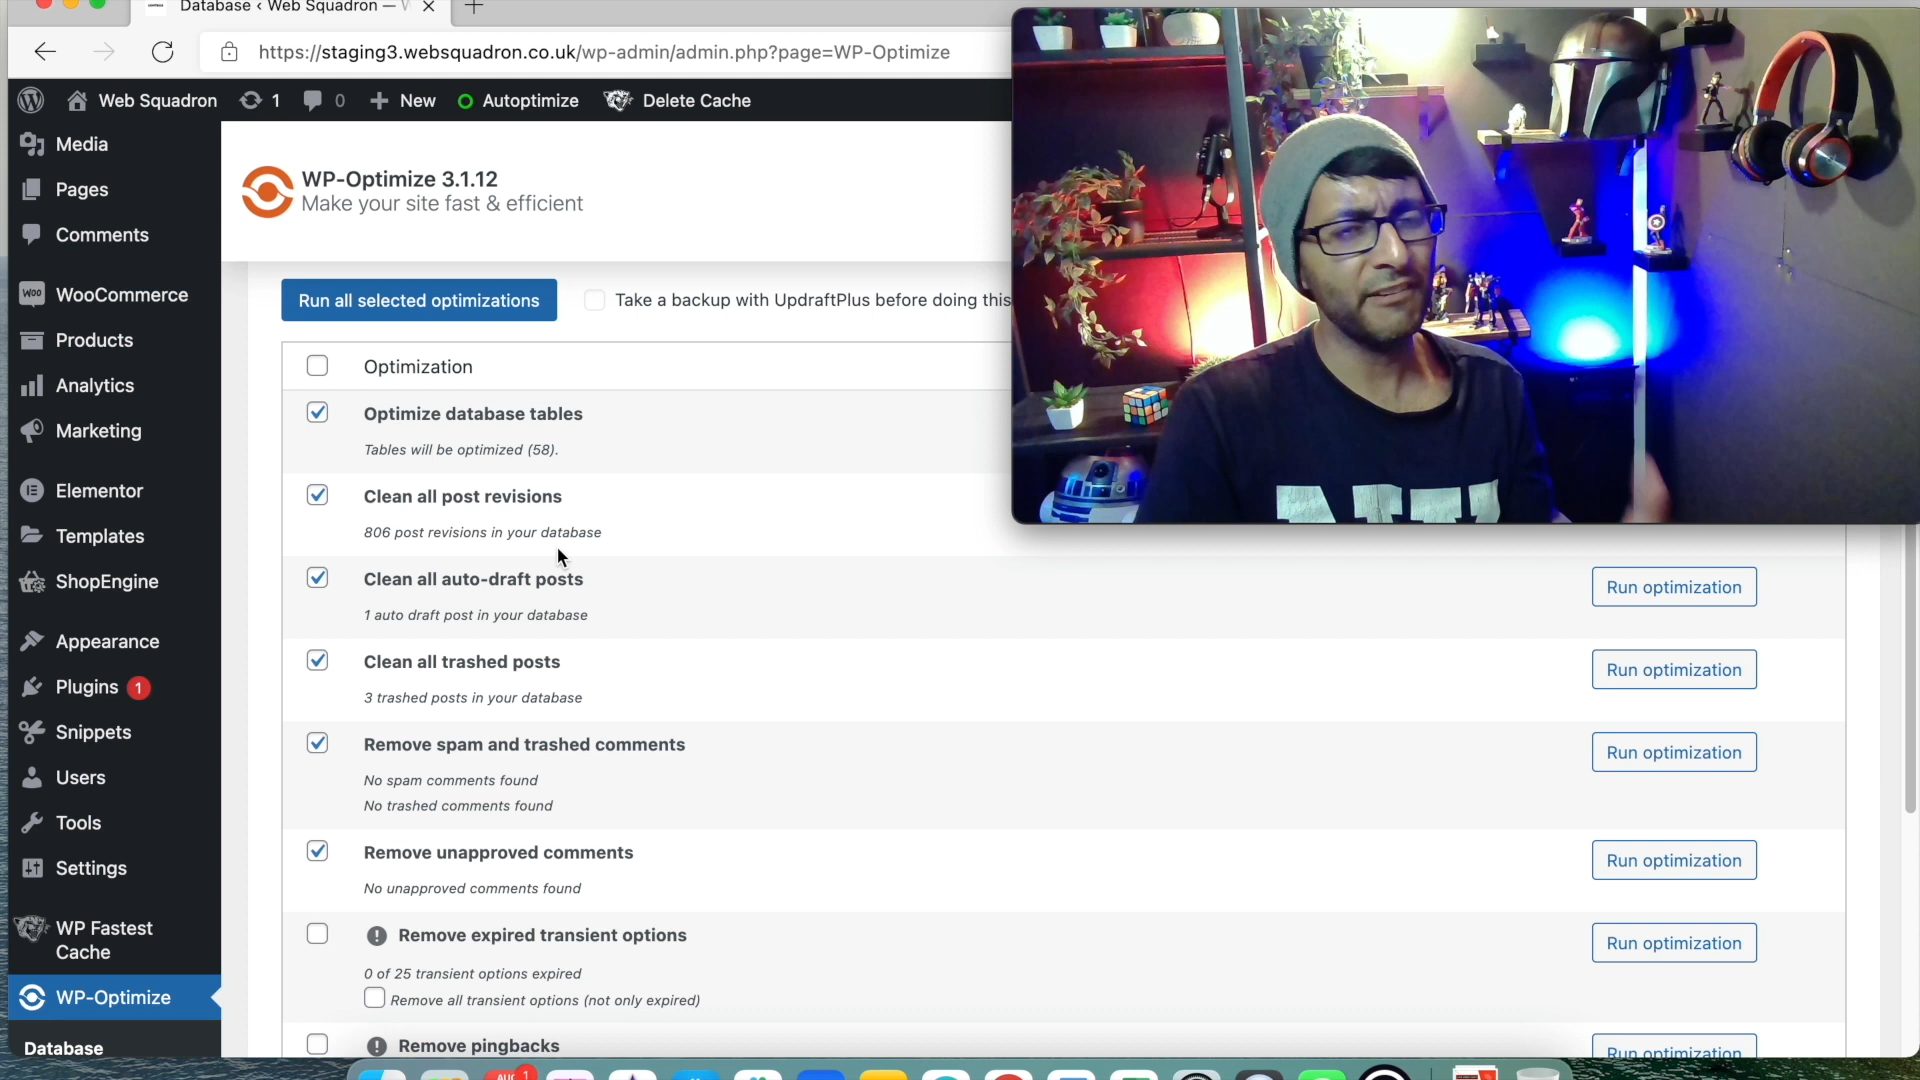 Database ‹ Web Squadron —
https://staging3.websquadron.co.uk/wp-admin/admin.php?page=WP-Optimize
Web Squadron
1
0
New
Autoptimize
Delete Cache
Media
Pages
Comments
WOO
WooCommerce
Products
Analytics
Marketing
Elementor
Templates
ShopEngine
Appearance
Plugins 1
Snippets
Users
Tools
Settings
WP Fastest
Cache
WP-Optimize
Database
WP-Optimize 3.1.12
Make your site fast & efficient
Run all selected optimizations
Take a backup with UpdraftPlus before doing this
Optimization
Optimize database tables
Tables will be optimized (58).
Clean all post revisions
806 post revisions in your database
Clean all auto-draft posts
1 auto draft post in your database
Run optimization
Clean all trashed posts
3 trashed posts in your database
Run optimization
Remove spam and trashed comments
No spam comments found
No trashed comments found
Run optimization
Remove unapproved comments
No unapproved comments found
Run optimization
Remove expired transient options
0 of 25 transient options expired
Remove all transient options (not only expired)
Run optimization
Remove pingbacks
Run optimization
AUG
1